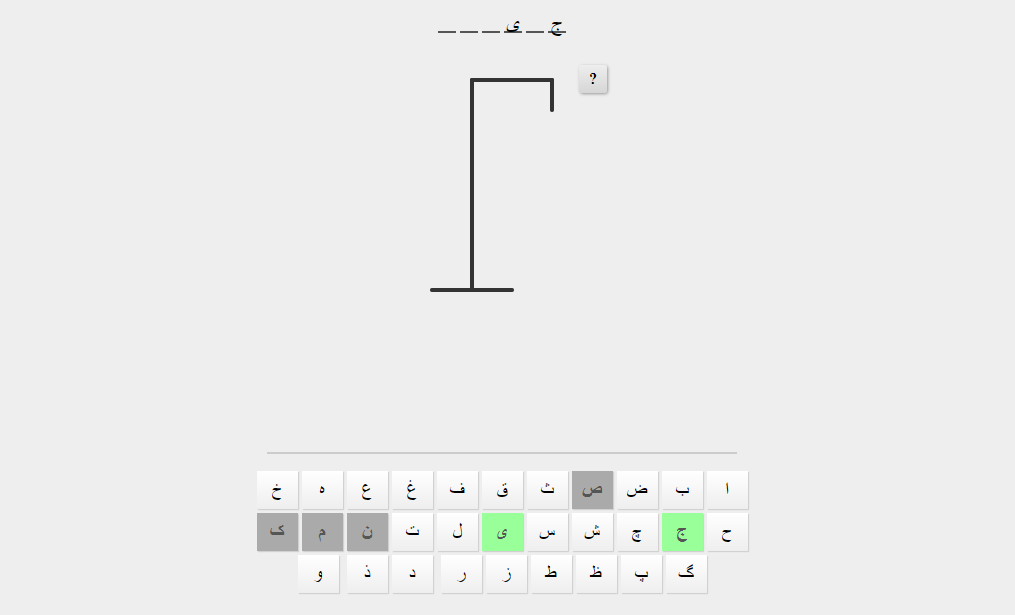 ج _ ی _ _ _
?
ا ب ض ص ث ق ف غ ع ه خ
ح ج چ ش س ی ل ت ن م ک
گ پ ظ ط ز ر د ذ و